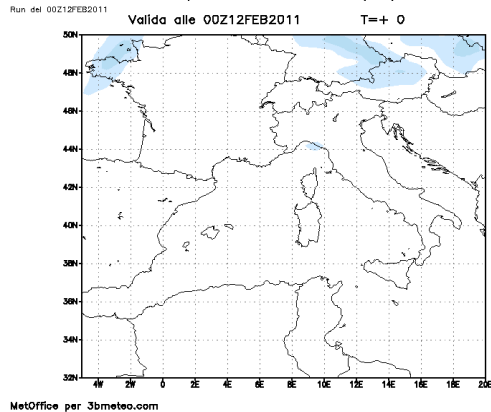 Run del 00Z12FEB2011
Valida alle 00Z12FEB2011 T=+ 0
50N
48N
46N
44N
42N
40N
38N
36N
34N
32N
4W 2W 0 2E 4E 6E 8E 10E 12E 14E 16E 18E 20E
MetOffice per 3bmeteo.com